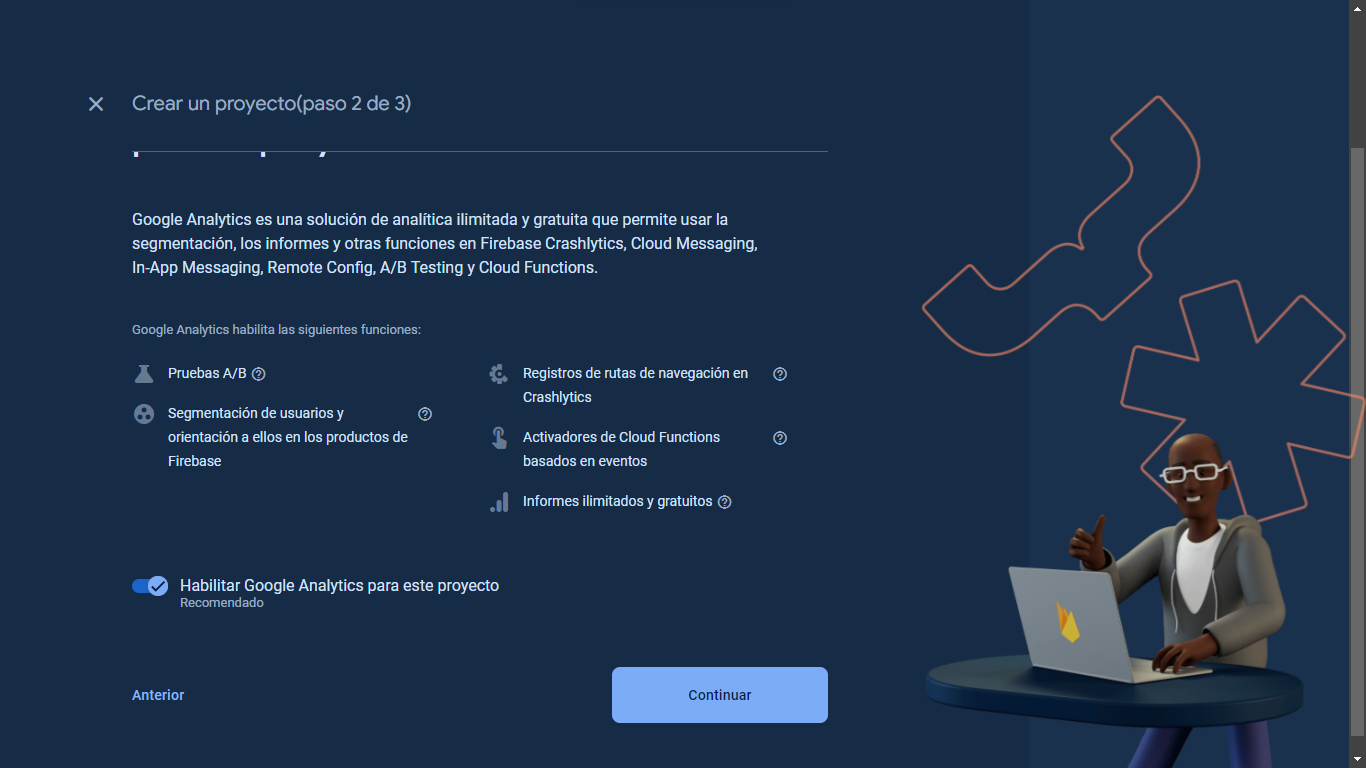 Crear un proyecto(paso 2 de 3)
Google Analytics es una solución de analítica ilimitada y gratuita que permite usar la
segmentación, los informes y otras funciones en Firebase Crashlytics, Cloud Messaging,
In-App Messaging, Remote Config, A/B Testing y Cloud Functions.
Google Analytics habilita las siguientes funciones:
Pruebas A/B
Segmentación de usuarios y
orientación a ellos en los productos de
Firebase
Registros de rutas de navegación en
Crashlytics
Activadores de Cloud Functions
basados en eventos
Informes ilimitados y gratuitos
Habilitar Google Analytics para este proyecto
Recomendado
Anterior
Continuar